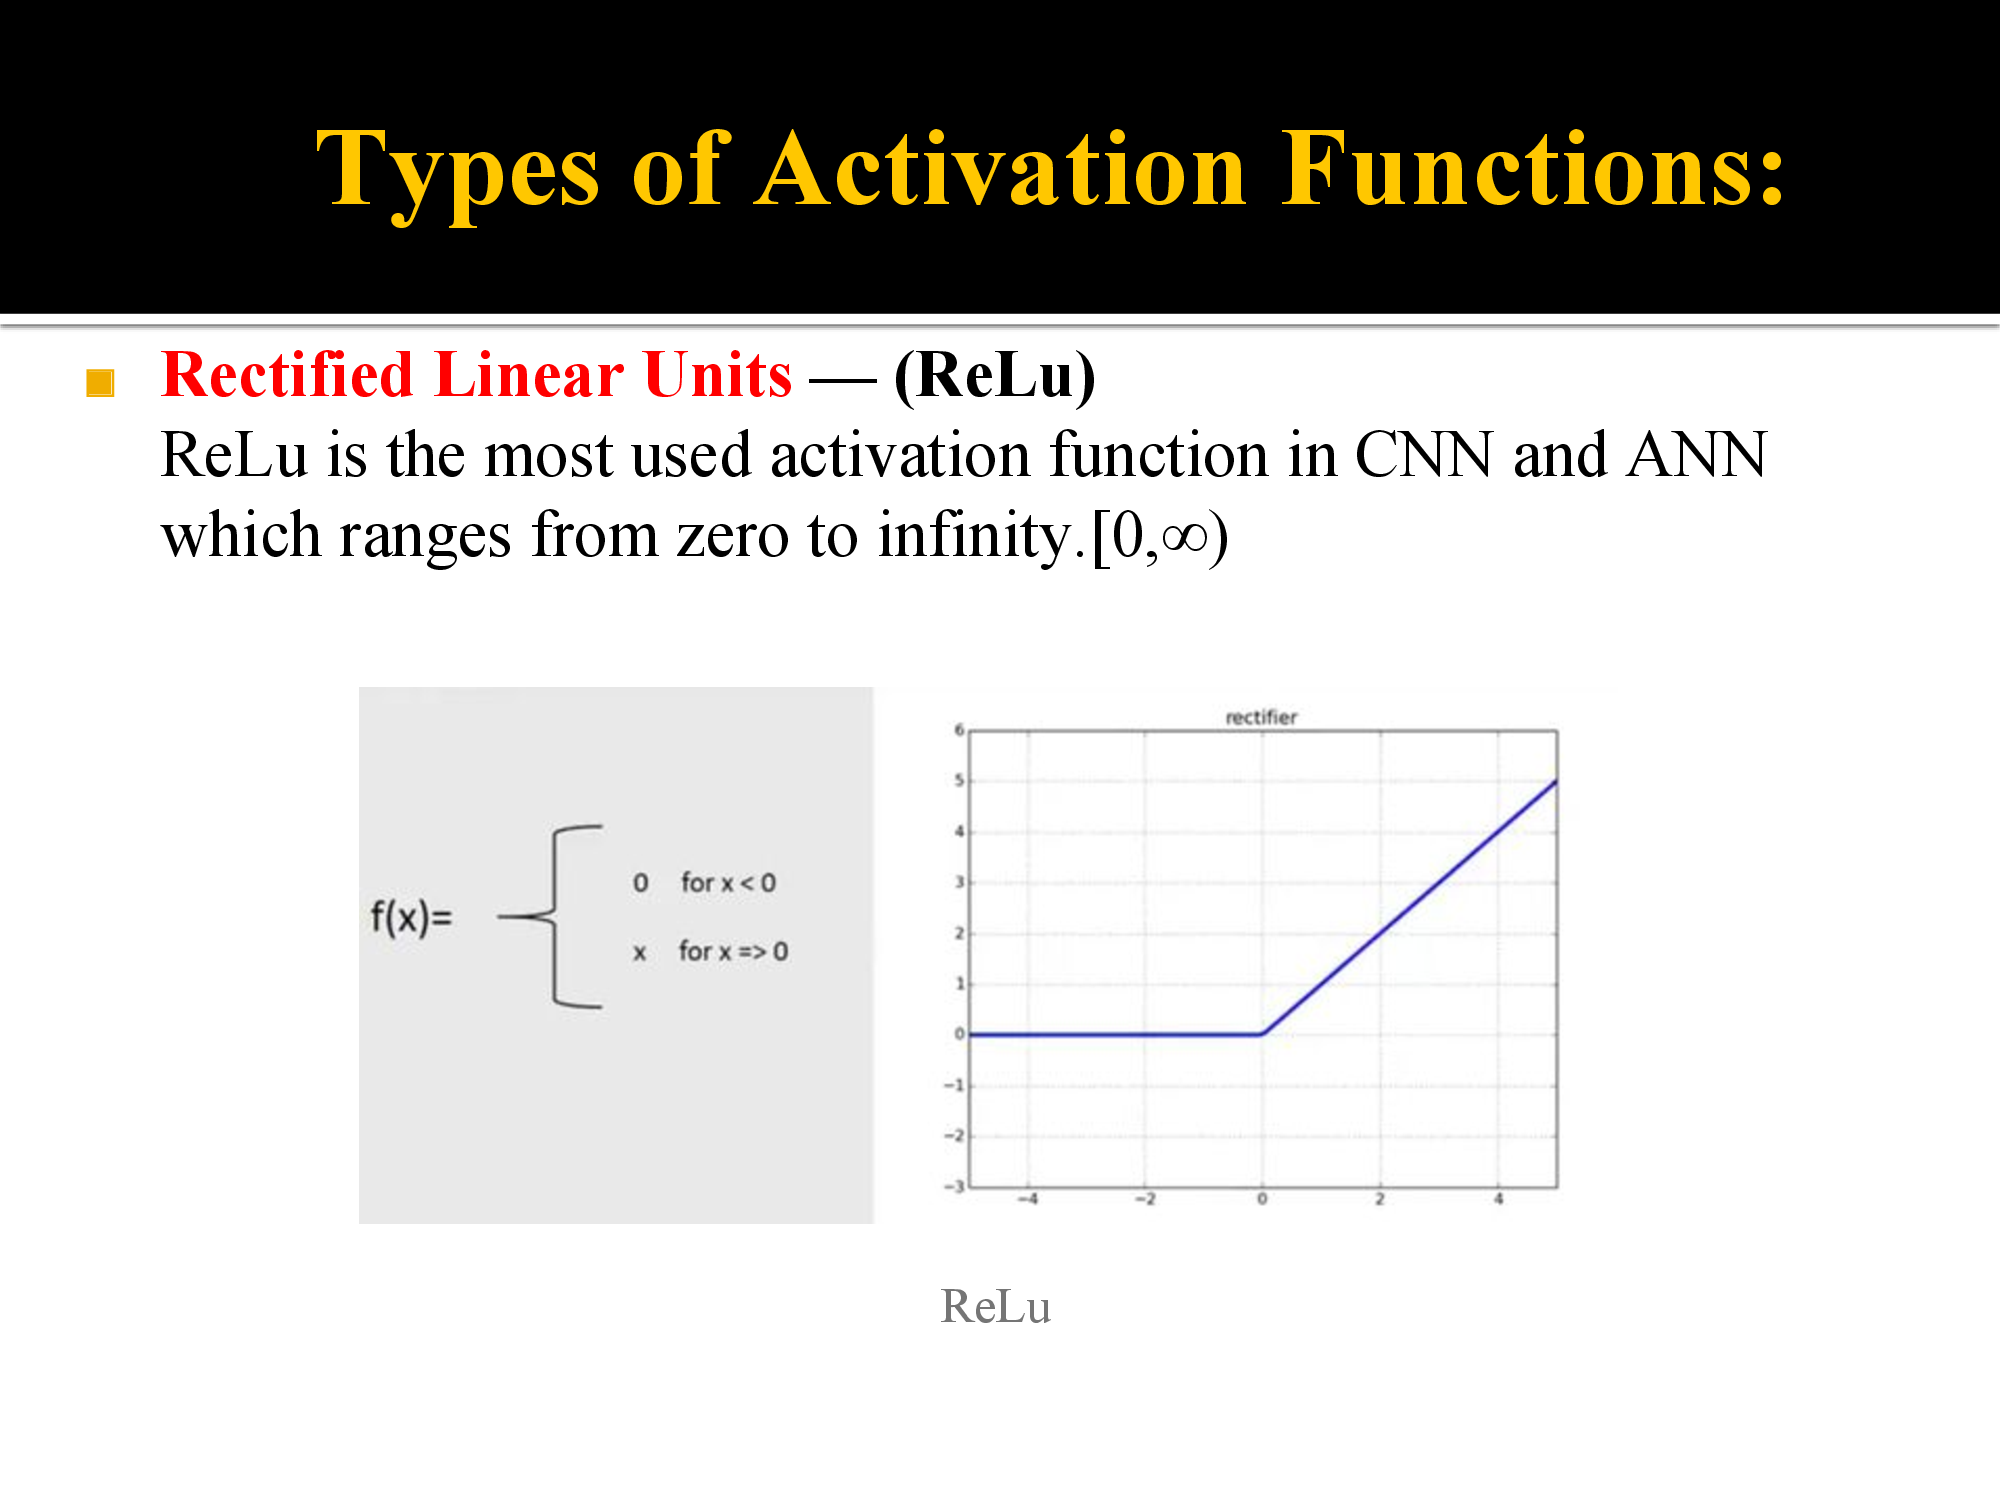 Types of Activation Functions:
Rectified Linear Units — (ReLu)
ReLu is the most used activation function in CNN and ANN
which ranges from zero to infinity.[0,∞)
f(x)=
0 for x < 0
x for x => 0
rectifier
6
5
4
3
2
1
0
−1
−2
−3
−4 −2 0 2 4
ReLu